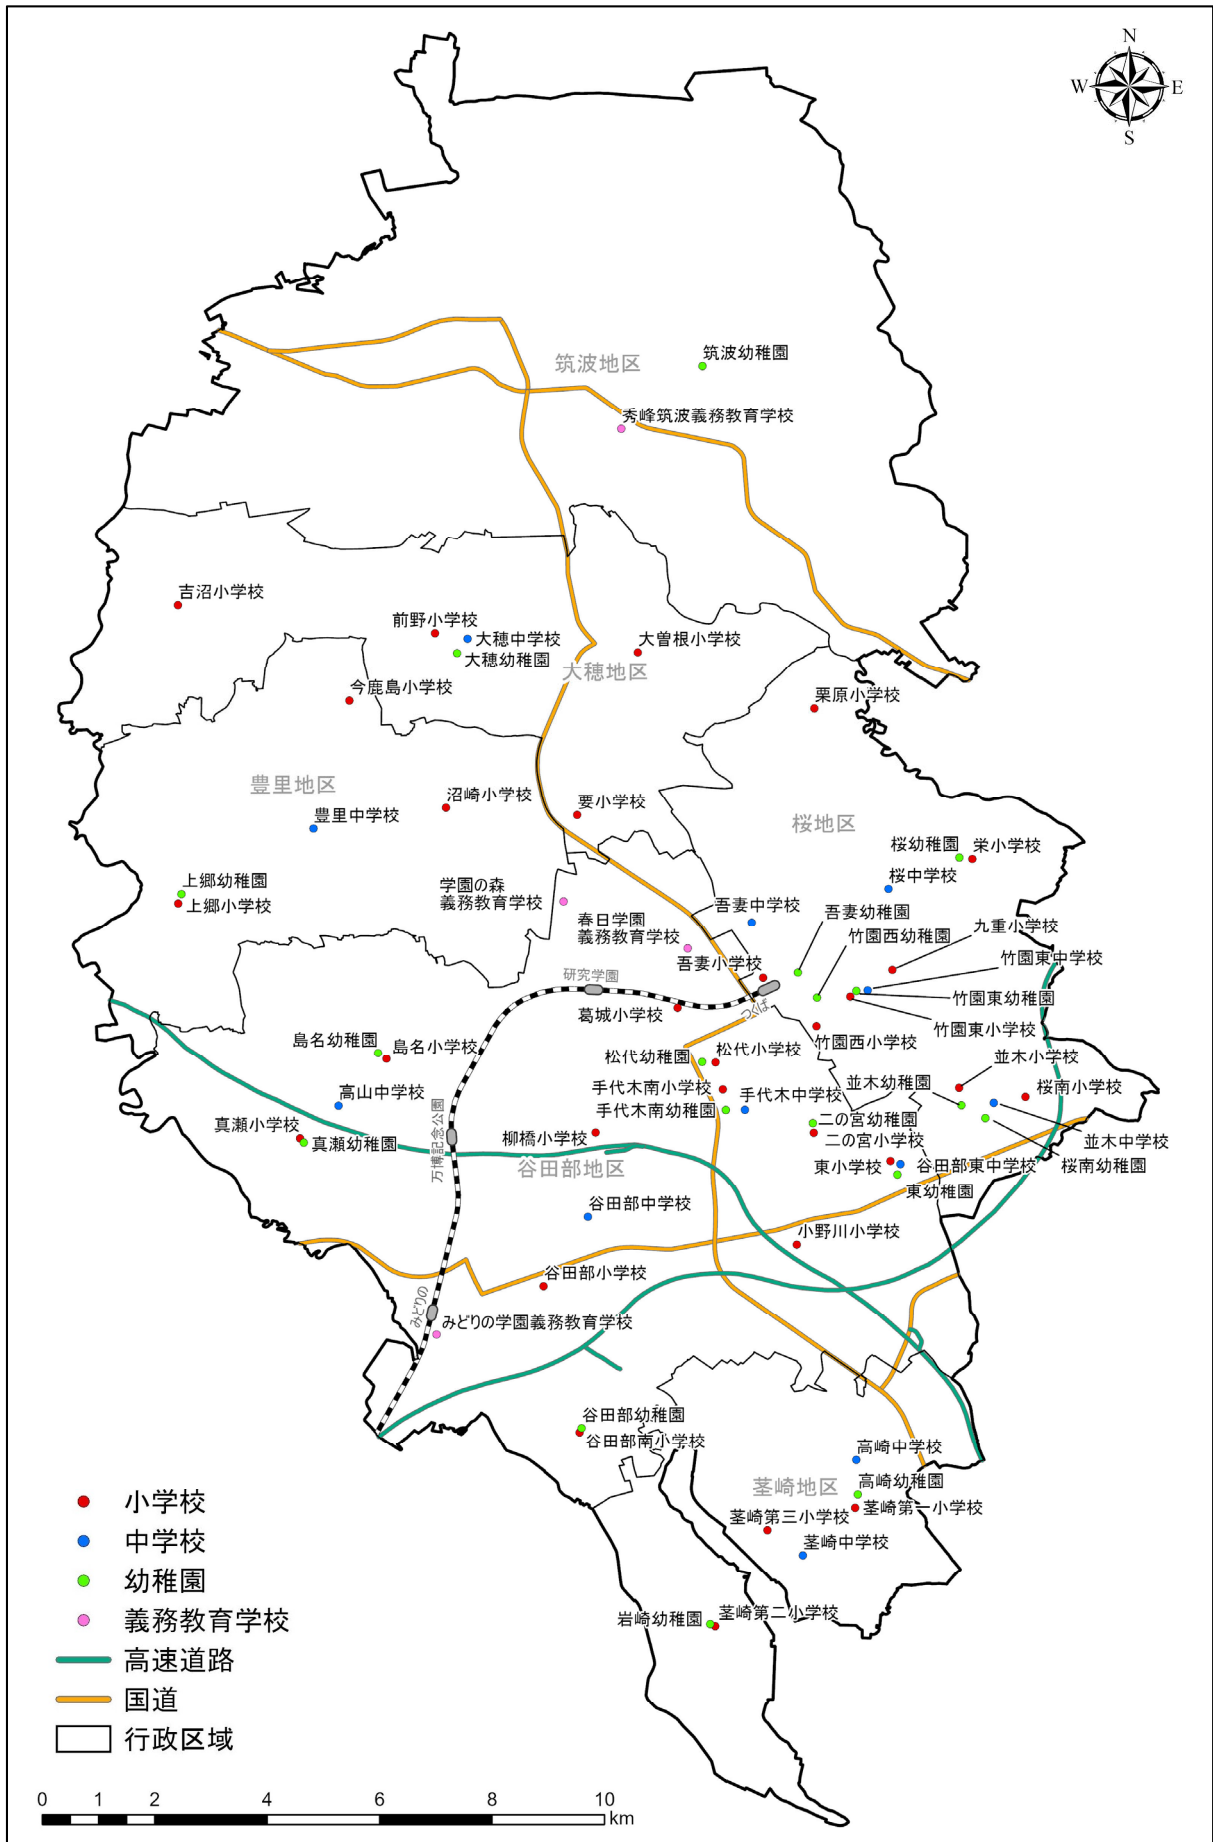 N
W
E
S
筑波幼稚園
筑波地区
秀峰筑波義務教育学校
吉沼小学校
前野小学校
大穂中学校
大曽根小学校
大穂幼稚園
大穂地区
今鹿島小学校
栗原小学校
豊里地区
沼崎小学校
要小学校
豊里中学校
桜地区
桜幼稚園
栄小学校
桜中学校
上郷幼稚園
上郷小学校
学園の森
義務教育学校
吾妻中学校
吾妻幼稚園
春日学園
義務教育学校
九重小学校
竹園西幼稚園
竹園東中学校
吾妻小学校
研究学園
竹園東幼稚園
葛城小学校
つくば
竹園東小学校
島名幼稚園
島名小学校
竹園西小学校
松代幼稚園
松代小学校
並木小学校
高山中学校
手代木南小学校
手代木中学校
並木幼稚園
桜南小学校
手代木南幼稚園
真瀬小学校
真瀬幼稚園
万博記念公園
柳橋小学校
二の宮幼稚園
二の宮小学校
並木中学校
谷田部地区
東小学校
谷田部東中学校
桜南幼稚園
東幼稚園
谷田部中学校
小野川小学校
谷田部小学校
みどりの
みどりの学園義務教育学校
谷田部幼稚園
谷田部南小学校
高崎中学校
茎崎地区
高崎幼稚園
茎崎第一小学校
茎崎第三小学校
茎崎中学校
岩崎幼稚園
茎崎第二小学校
小学校
中学校
幼稚園
義務教育学校
高速道路
国道
行政区域
0 1 2 4 6 8 10
km